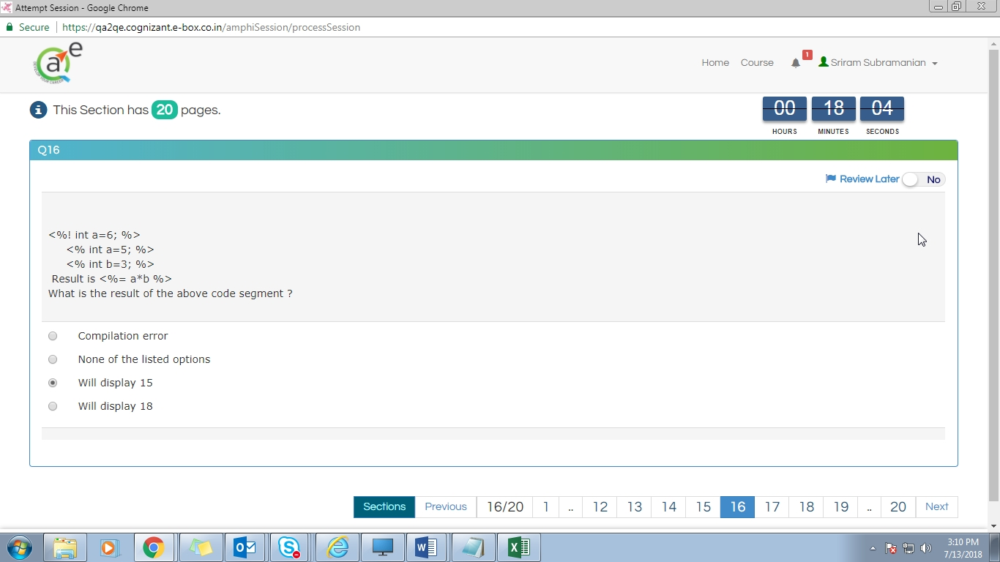 Attempt Session - Google Chrome
Secure | https://qa2qe.cognizant.e-box.co.in/amphiSession/processSession
a e
Home Course 1 Sriram Subramanian
This Section has 20 pages.
00 18 04
HOURS MINUTES SECONDS
Q16
Review Later No
<%! int a=6; %>
<% int a=5; %>
<% int b=3; %>
Result is <%= a*b %>
What is the result of the above code segment ?
Compilation error
None of the listed options
Will display 15
Will display 18
Sections Previous 16/20 1 .. 12 13 14 15 16 17 18 19 .. 20 Next
3:10 PM
7/13/2018